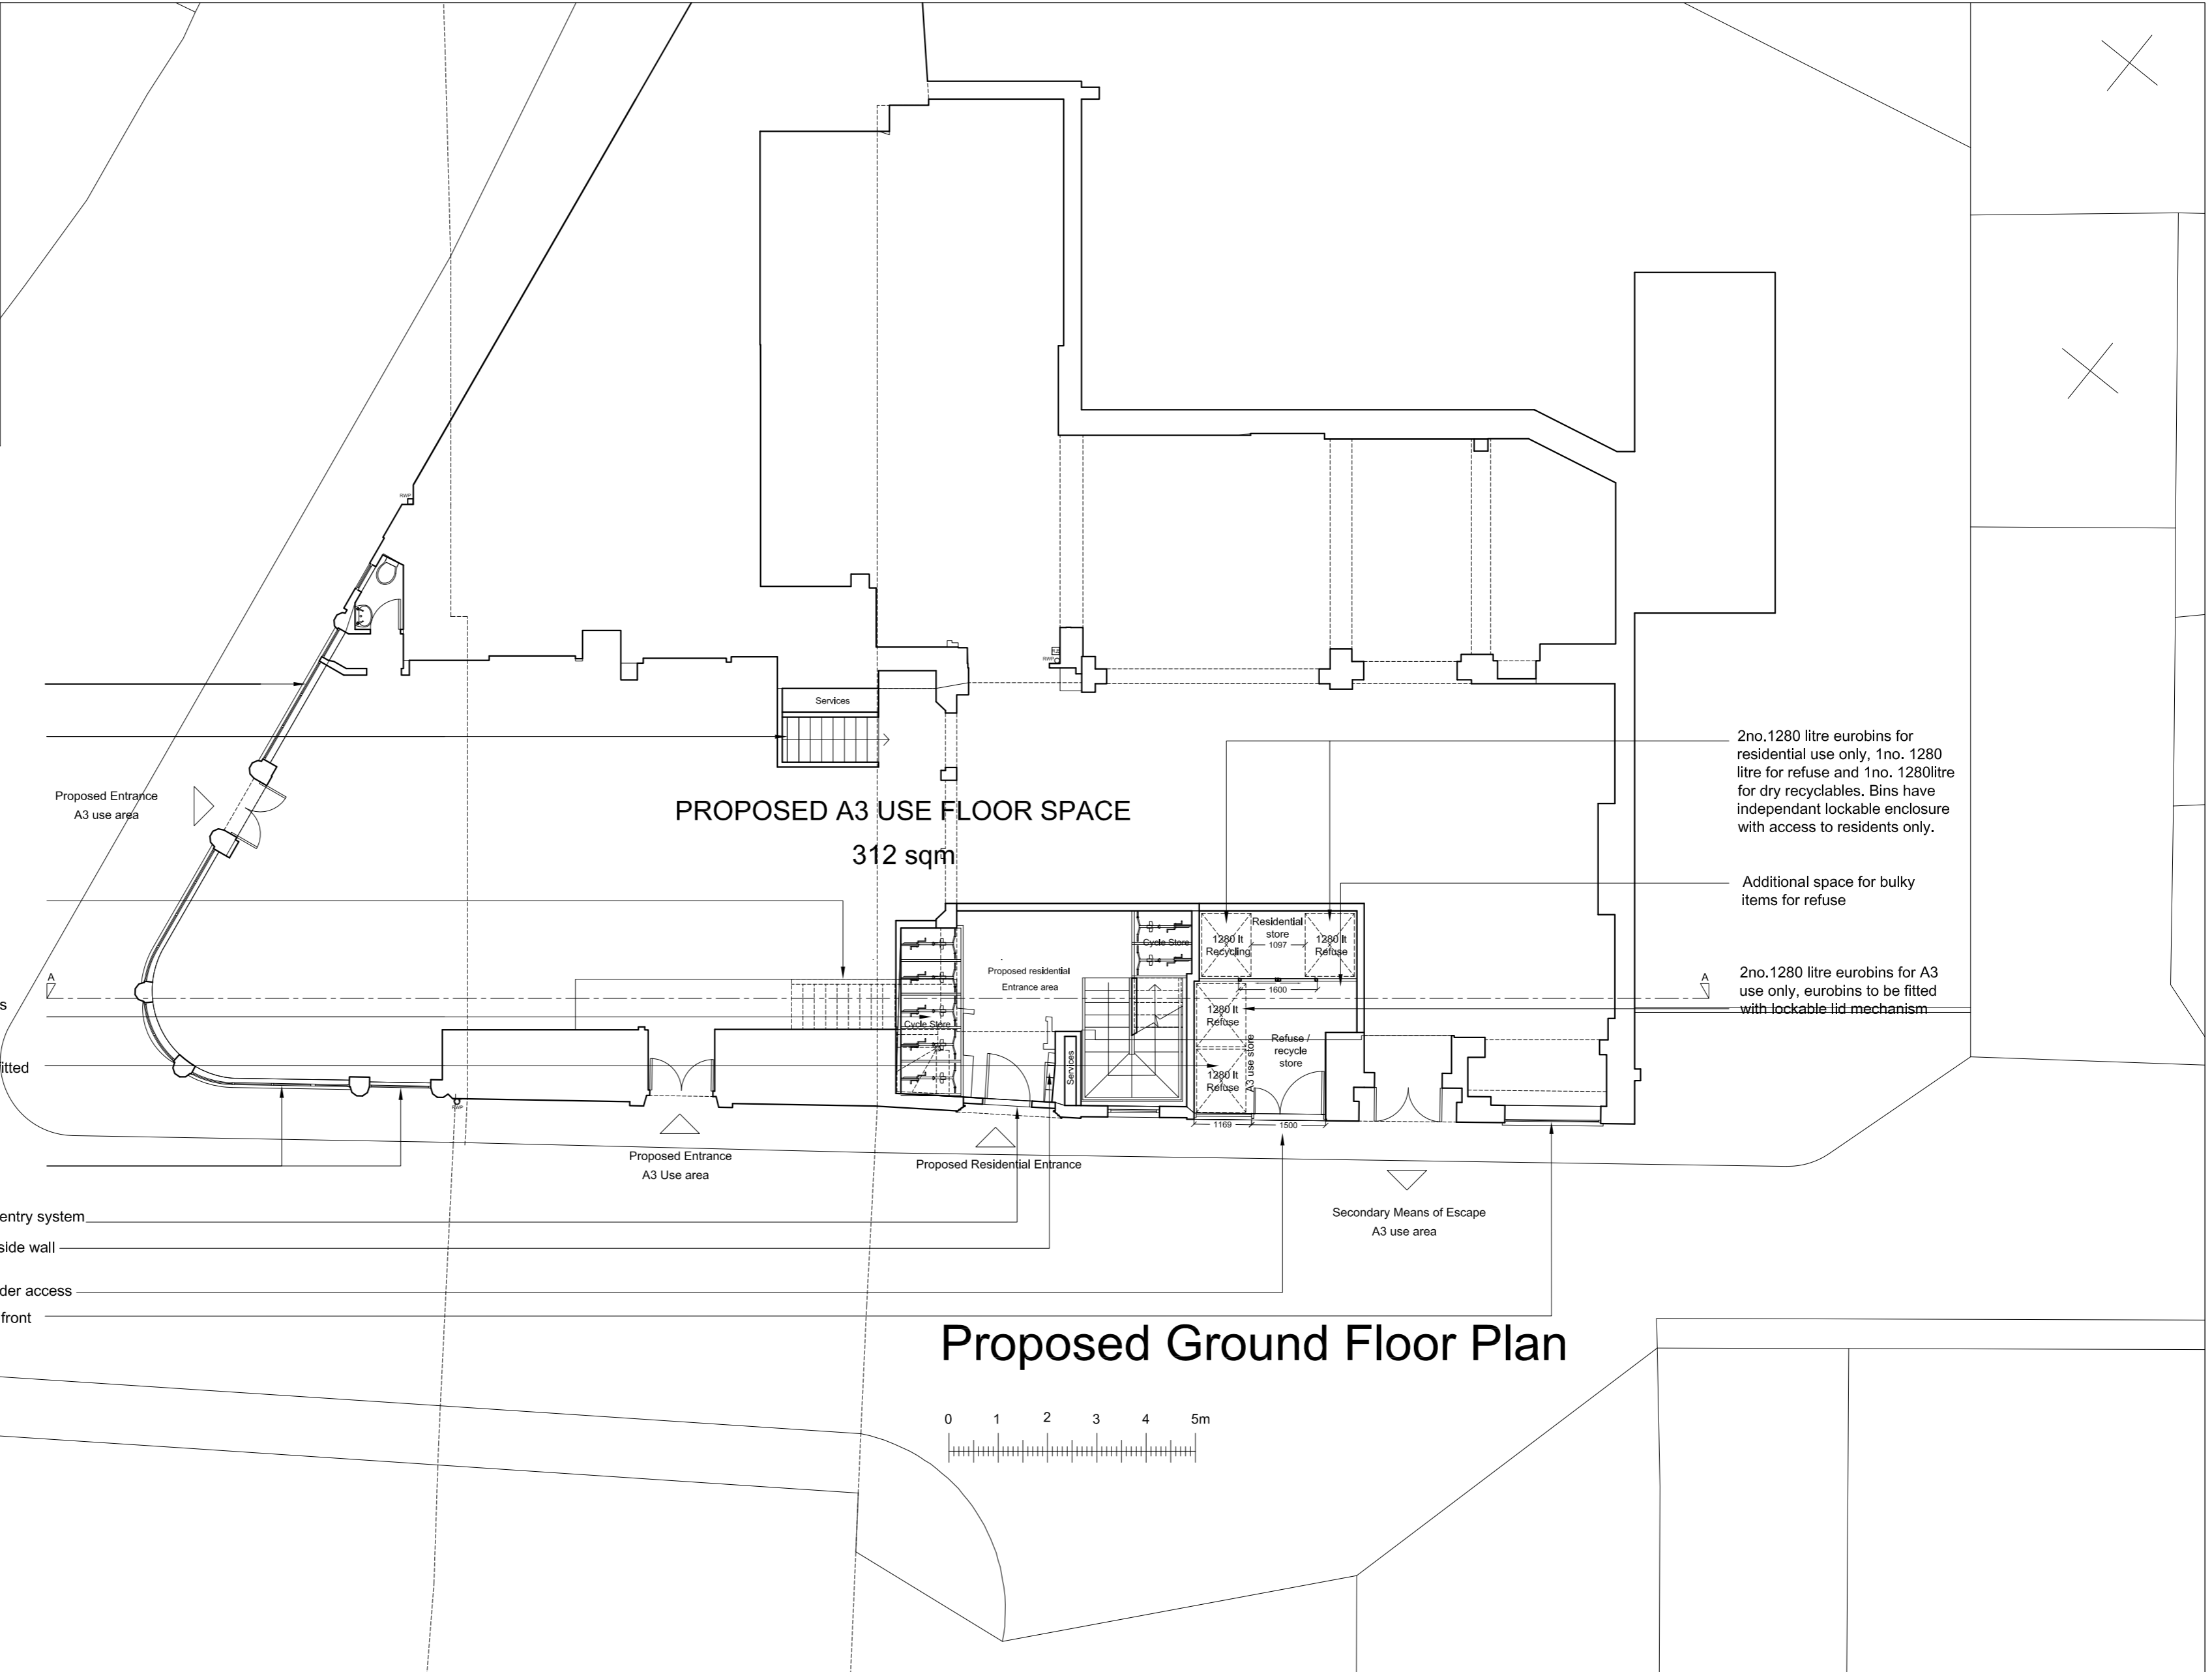 RWP
Services
RWP
PROPOSED A3 USE FLOOR SPACE
312 sqm
Proposed Entrance
A3 use area
2no.1280 litre eurobins for
residential use only, 1no. 1280
litre for refuse and 1no. 1280litre
for dry recyclables. Bins have
independant lockable enclosure
with access to residents only.
Additional space for bulky
items for refuse
2no.1280 litre eurobins for A3
use only, eurobins to be fitted
with lockable lid mechanism
Residential
store
1280 lt
Recycling
1097
1280 lt
Refuse
1600
Cycle Store
Proposed residential
Entrance area
Cycle Store
A
A
s
itted
1280 lt
Refuse
1280 lt
Refuse
A3 use store
Refuse /
recycle
store
Services
RWP
1169
1500
Proposed Entrance
A3 Use area
Proposed Residential Entrance
Secondary Means of Escape
A3 use area
entry system
side wall
der access
front
Proposed Ground Floor Plan
0 1 2 3 4 5m